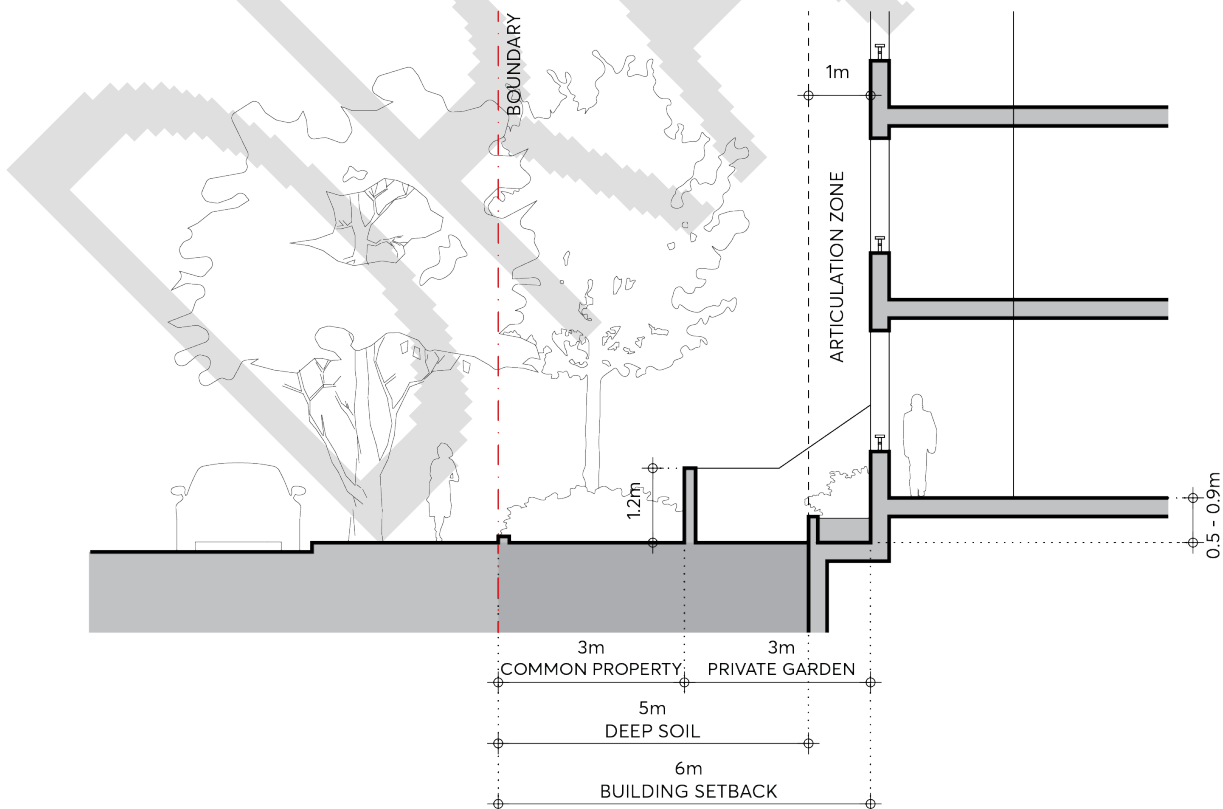 BOUNDARY
1m
ARTICULATION ZONE
1.2m
0.5 - 0.9m
3m
COMMON PROPERTY
3m
PRIVATE GARDEN
5m
DEEP SOIL
6m
BUILDING SETBACK